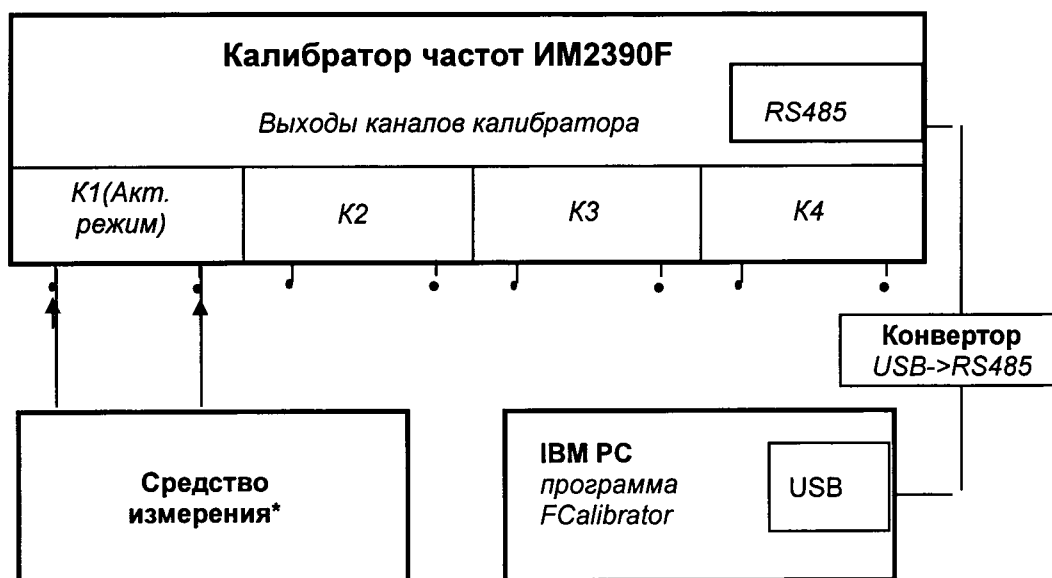 Калибратор частот ИМ2390F
RS485
Выходы каналов калибратора
К1(Акт.
режим)
К2
К3
К4
Конвертор
USB->RS485
Средство
измерения*
IBM PC
программа
FCalibrator
USB